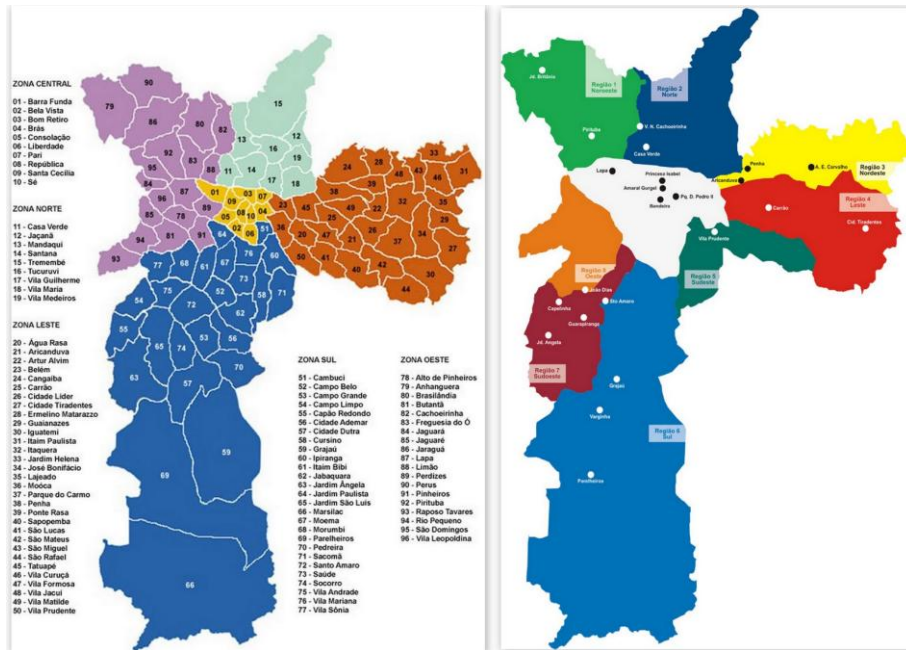 ZONA CENTRAL
01 - Barra Funda
02 - Bela Vista
03 - Bom Retiro
04 - Brás
05 - Consolação
06 - Liberdade
07 - Pari
08 - República
09 - Santa Cecília
10 - Sé
ZONA NORTE
11 - Casa Verde
12 - Jaçanã
13 - Mandaqui
14 - Santana
15 - Tremembé
16 - Tucuruvi
17 - Vila Guilherme
18 - Vila Maria
19 - Vila Medeiros
ZONA LESTE
20 - Água Rasa
21 - Aricanduva
22 - Artur Alvim
23 - Belém
24 - Cangaiba
25 - Carrão
26 - Cidade Líder
27 - Cidade Tiradentes
28 - Ermelino Matarazzo
29 - Guaianazes
30 - Iguatemi
31 - Itaim Paulista
32 - Itaquera
33 - Jardim Helena
34 - José Bonifácio
35 - Lajeado
36 - Moóca
37 - Parque do Carmo
38 - Penha
39 - Ponte Rasa
40 - Sapopemba
41 - São Lucas
42 - São Mateus
43 - São Miguel
44 - São Rafael
45 - Tatuapé
46 - Vila Curuçá
47 - Vila Formosa
48 - Vila Jacuí
49 - Vila Matilde
50 - Vila Prudente
ZONA SUL
51 - Cambuci
52 - Campo Belo
53 - Campo Grande
54 - Campo Limpo
55 - Capão Redondo
56 - Cidade Ademar
57 - Cidade Dutra
58 - Cursino
59 - Grajaú
60 - Ipiranga
61 - Itaim Bibi
62 - Jabaquara
63 - Jardim Ângela
64 - Jardim Paulista
65 - Jardim São Luís
66 - Marsilac
67 - Moema
68 - Morumbi
69 - Parelheiros
70 - Pedreira
71 - Sacomã
72 - Santo Amaro
73 - Saúde
74 - Socorro
75 - Vila Andrade
76 - Vila Mariana
77 - Vila Sônia
ZONA OESTE
78 - Alto de Pinheiros
79 - Anhanguera
80 - Brasilândia
81 - Butantã
82 - Cachoeirinha
83 - Freguesia do Ó
84 - Jaguará
85 - Jaguaré
86 - Jaraguá
87 - Lapa
88 - Limão
89 - Perdizes
90 - Perus
91 - Pinheiros
92 - Pirituba
93 - Raposo Tavares
94 - Rio Pequeno
95 - São Domingos
96 - Vila Leopoldina
Jd. Britânia
Região 1
Noroeste
Região 2
Norte
Pirituba
V. N. Cachoeirinha
Casa Verde
Lapa
Princesa Isabel
Amaral Gurgel
Pq. D. Pedro II
Bandeira
Penha
Aricanduva
A. E. Carvalho
Região 3
Nordeste
Região 4
Leste
Carrão
Cid. Tiradentes
Vila Prudente
Região 5
Sudeste
Oeste
João Dias
Sto Amaro
Capelinha
Guarapiranga
Jd. Angela
Região 7
Sudoeste
Grajaú
Varginha
Região 6
Sul
Parelheiros